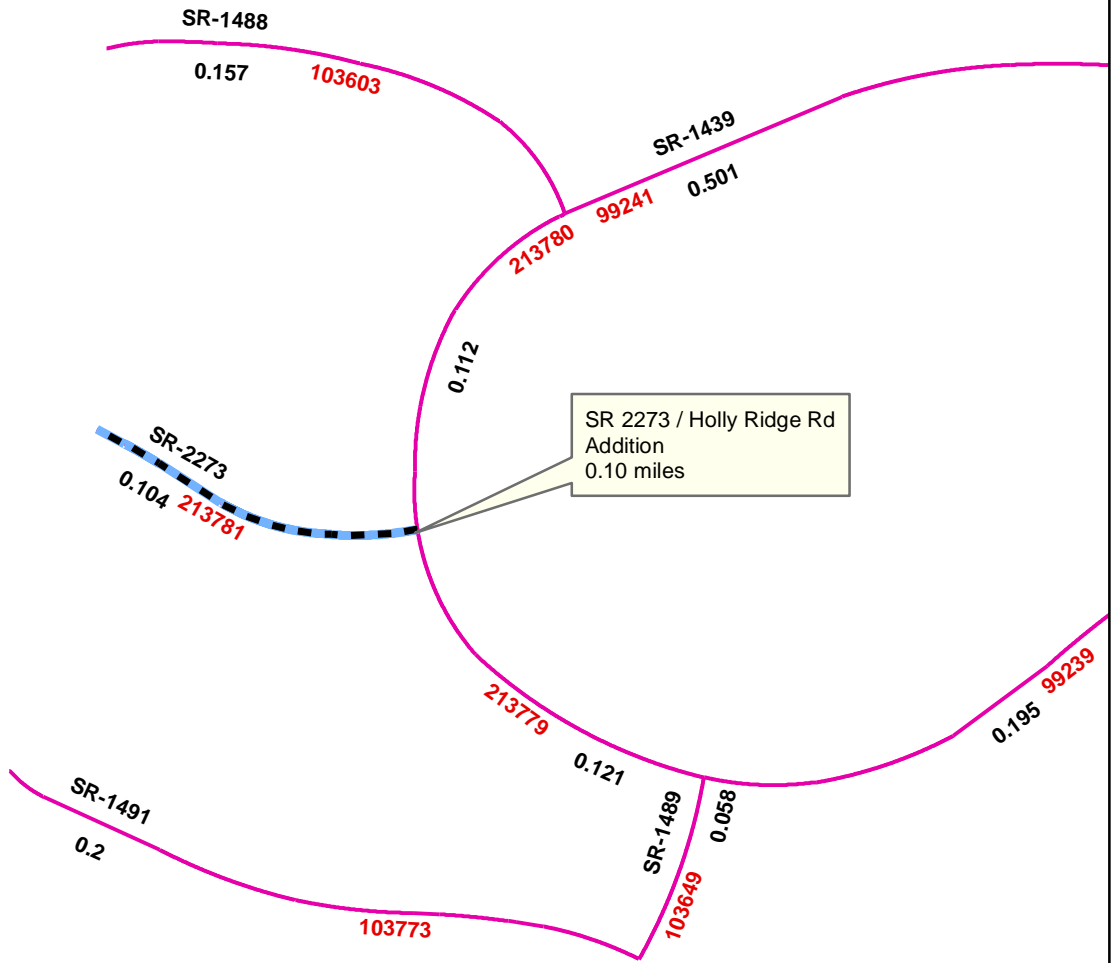 SR-1488
0.157
103603
SR-1439
0.501
99241
213780
0.112
SR 2273 / Holly Ridge Rd
Addition
0.10 miles
SR-2273
0.104
213781
213779
0.121
99239
0.195
SR-1489
0.058
103649
SR-1491
0.2
103773